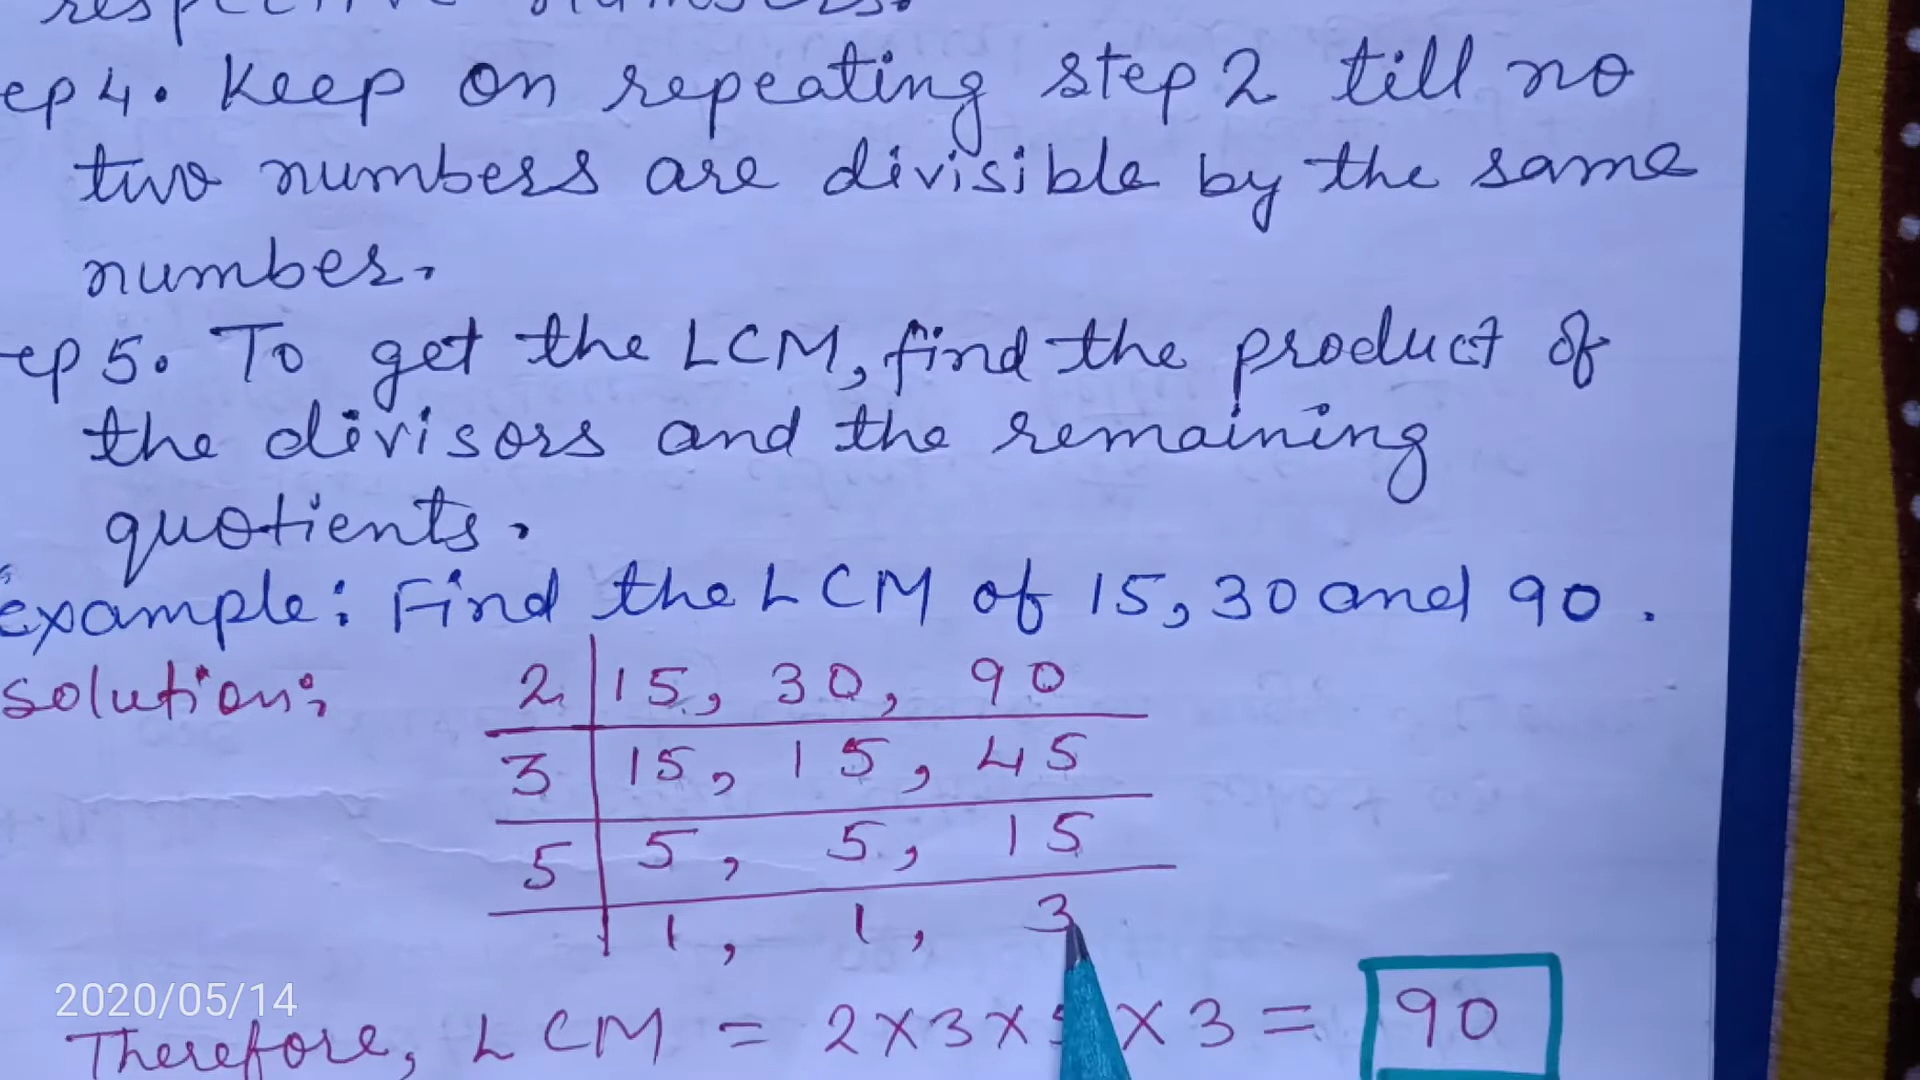 respective numbers.
ep 4. Keep on repeating step 2 till no
two numbers are divisible by the same
number.
ep 5. To get the LCM, find the product of
the divisors and the remaining
quotients.
example: Find the LCM of 15, 30 and 90.
solution: 2 | 15, 30, 90
3 | 15, 15, 45
5 | 5, 5, 15
| 1, 1, 3
2020/05/14
Therefore, LCM = 2 × 3 × × 3 = 90